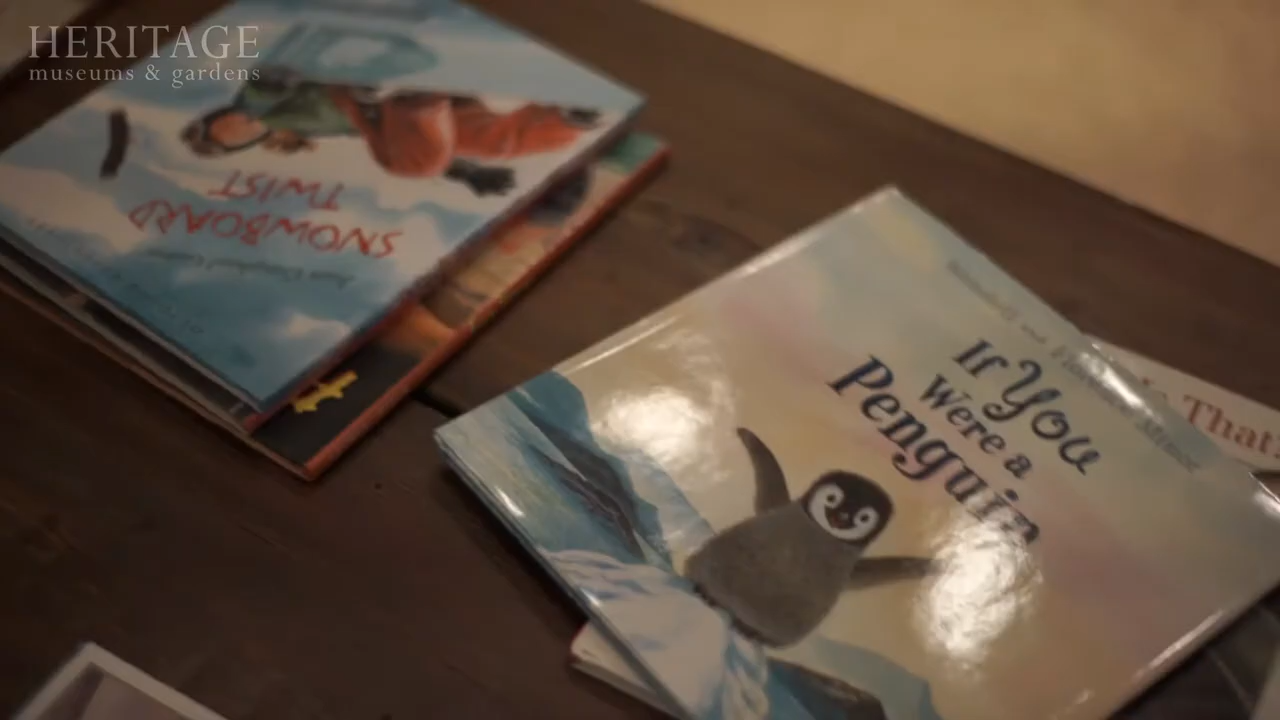 HERITAGE
museums & gardens
SNOWBOARD
TWIST
If You
Were a
Penguin
That